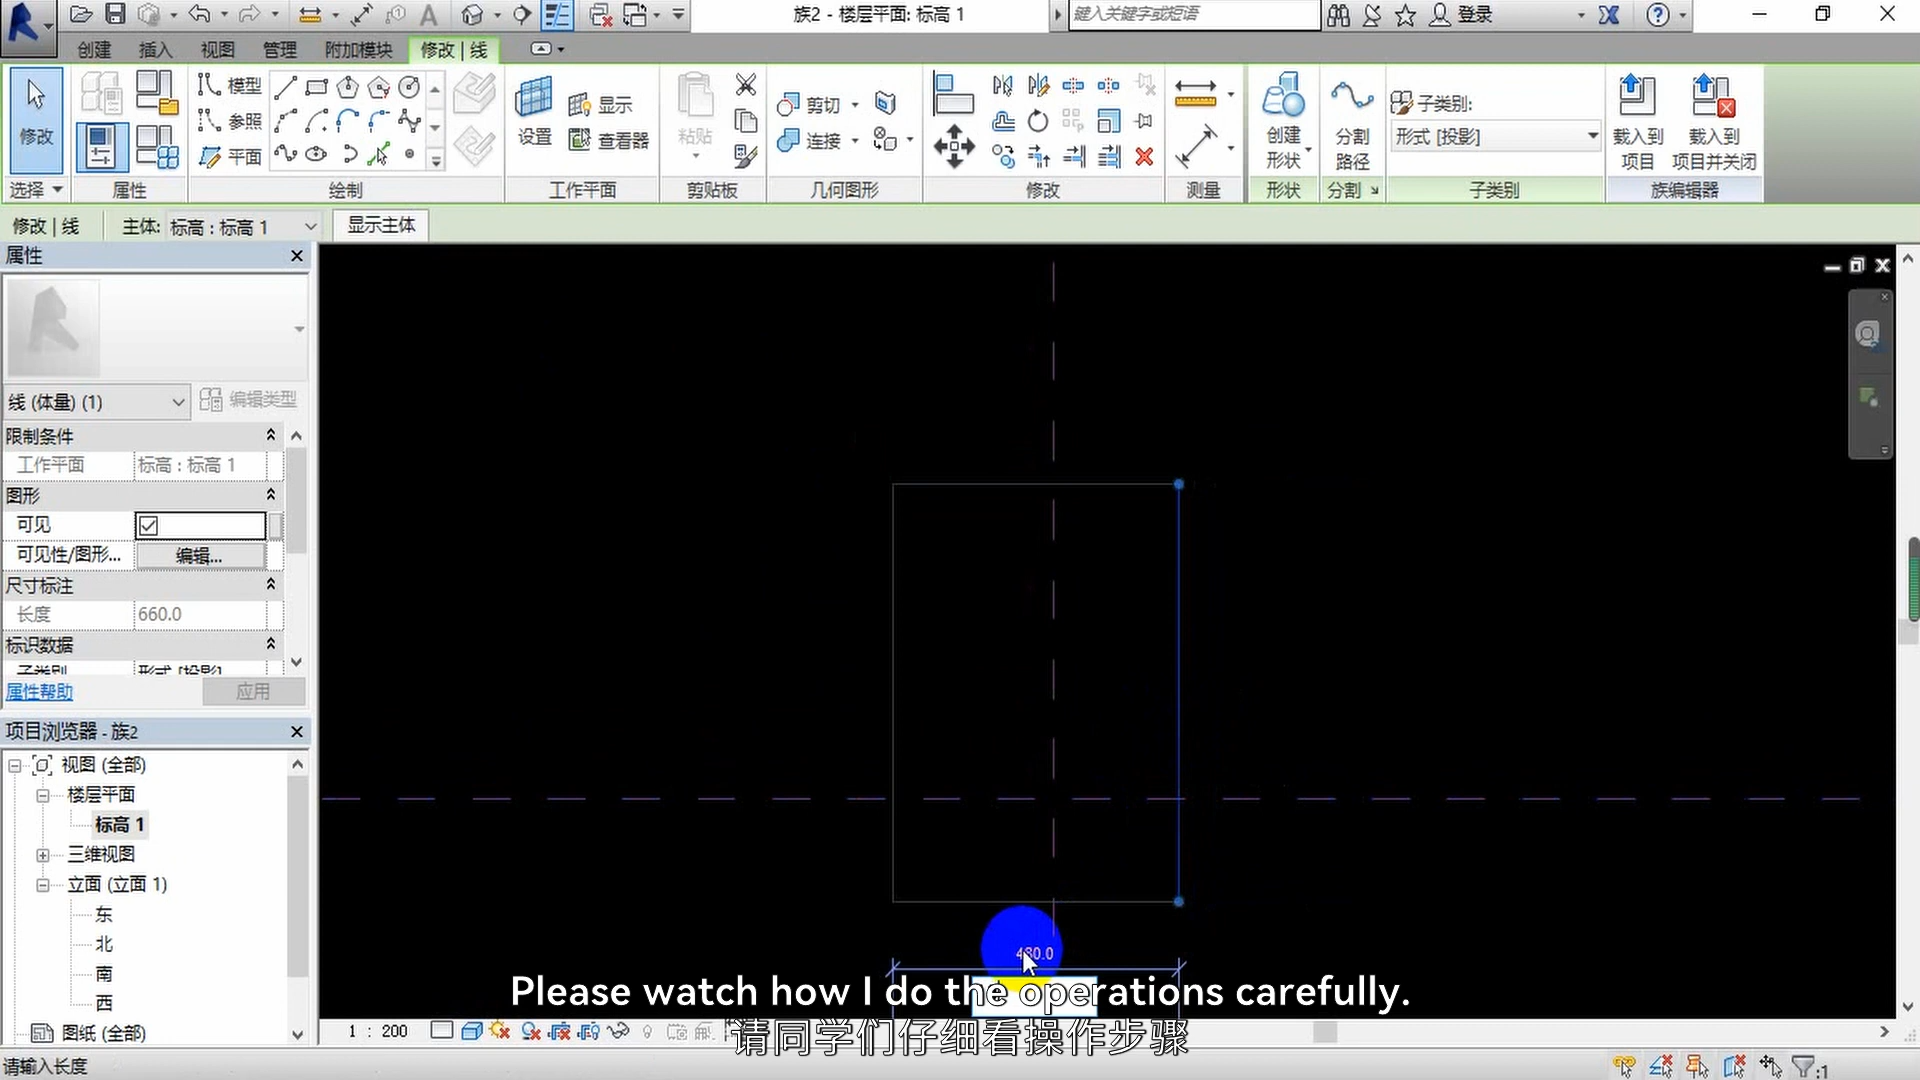 族2 - 楼层平面: 标高 1
键入关键字或短语
登录
创建 插入 视图 管理 附加模块 修改 | 线
修改
模型
参照
平面
设置
显示
查看器
粘贴
剪切
连接
创建
形状
分割
路径
子类别:
形式 [投影]
载入到
项目
载入到
项目并关闭
选择 属性 绘制 工作平面 剪贴板 几何图形 修改 测量 形状 分割 子类别 族编辑器
修改 | 线 主体: 标高 : 标高 1 显示主体
属性
线 (体量) (1) 编辑类型
限制条件
工作平面 标高 : 标高 1
图形
可见
可见性/图形... 编辑...
尺寸标注
长度 660.0
标识数据
子类别 形式 [投影]
属性帮助 应用
项目浏览器 - 族2
视图 (全部)
楼层平面
标高 1
三维视图
立面 (立面 1)
东
北
南
西
图纸 (全部)
480.0
Please watch how I do the operations carefully.
请同学们仔细看操作步骤
1 : 200
请输入长度
:1